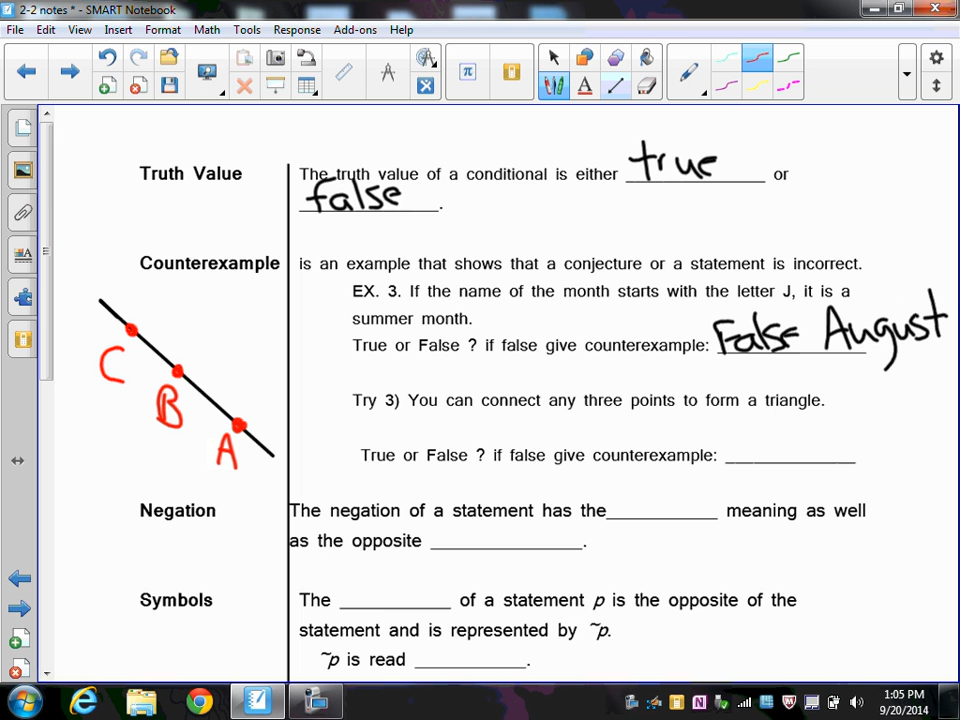 2-2 notes * - SMART Notebook
File Edit View Insert Format Math Tools Response Add-ons Help
Truth Value The truth value of a conditional is either true or
false.
Counterexample is an example that shows that a conjecture or a statement is incorrect.
EX. 3. If the name of the month starts with the letter J, it is a
summer month.
True or False ? if false give counterexample: False August
C
B
A
Try 3) You can connect any three points to form a triangle.
True or False ? if false give counterexample: ______________
Negation The negation of a statement has the___________ meaning as well
as the opposite _______________.
Symbols The ___________ of a statement p is the opposite of the
statement and is represented by ~p.
~p is read ___________.
1:05 PM
9/20/2014